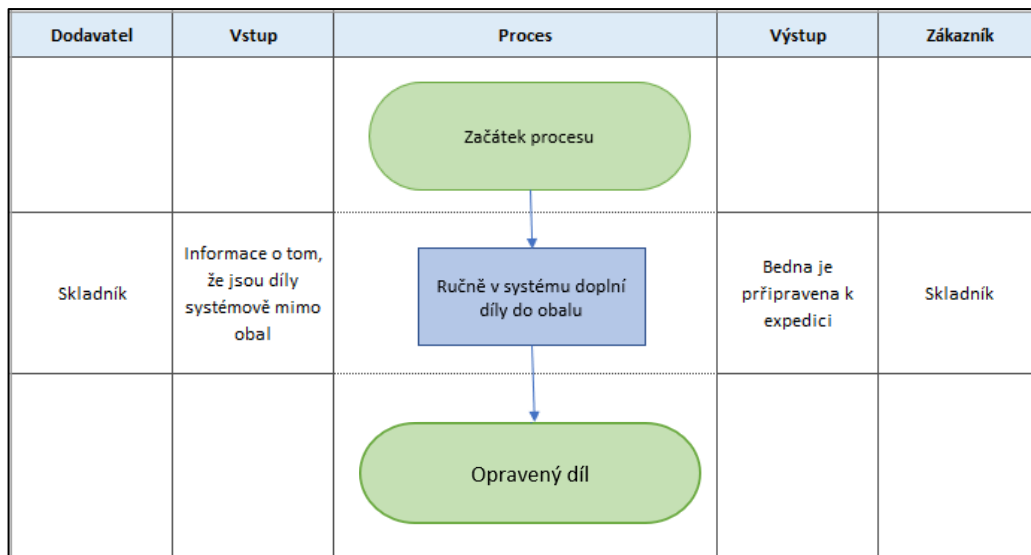 Dodavatel Vstup Proces Výstup Zákazník
Začátek procesu
Skladník
Informace o tom,
že jsou díly
systémově mimo
obal
Ručně v systému doplní
díly do obalu
Bedna je
prřipravena k
expedici
Skladník
Opravený díl